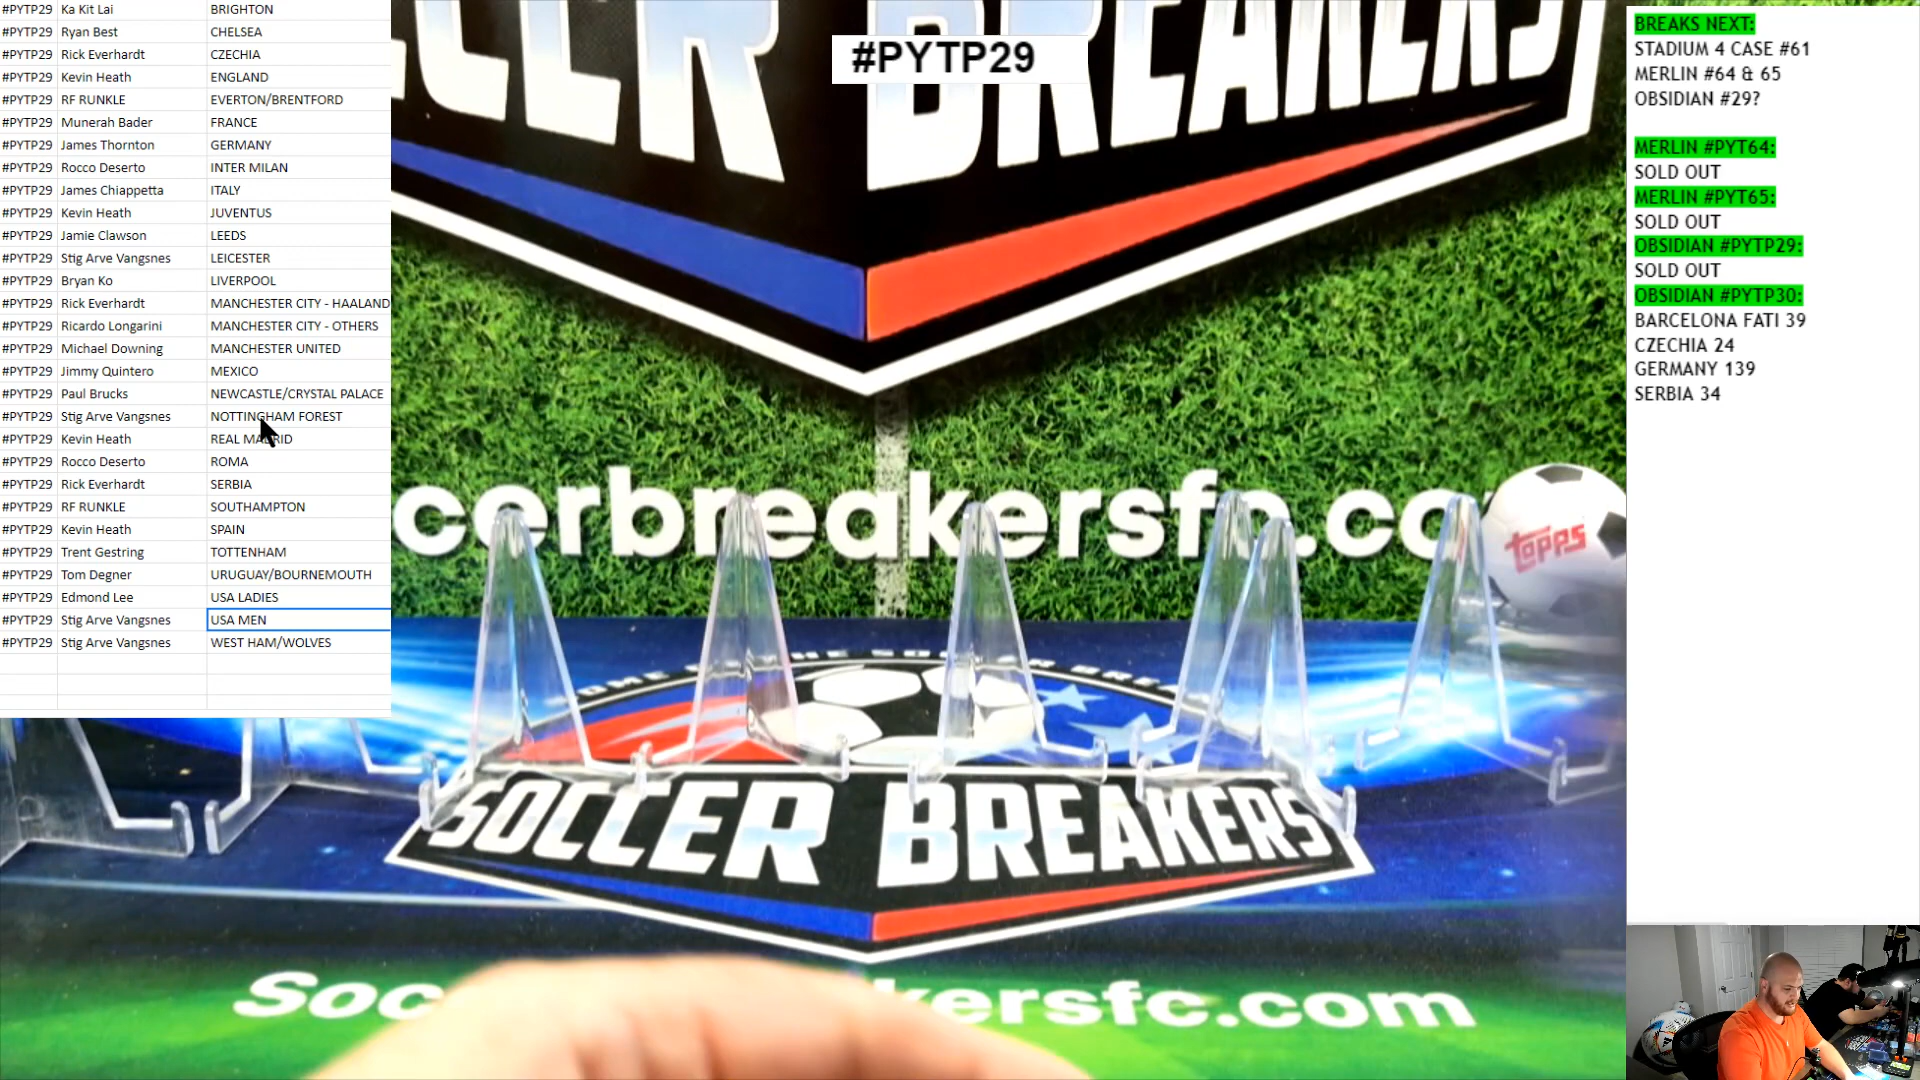 #PYTP29 Ka Kit Lai BRIGHTON
#PYTP29 Ryan Best CHELSEA
#PYTP29 Rick Everhardt CZECHIA
#PYTP29 Kevin Heath ENGLAND
#PYTP29 RF RUNKLE EVERTON/BRENTFORD
#PYTP29 Munerah Bader FRANCE
#PYTP29 James Thornton GERMANY
#PYTP29 Rocco Deserto INTER MILAN
#PYTP29 James Chiappetta ITALY
#PYTP29 Kevin Heath JUVENTUS
#PYTP29 Jamie Clawson LEEDS
#PYTP29 Stig Arve Vangsnes LEICESTER
#PYTP29 Bryan Ko LIVERPOOL
#PYTP29 Rick Everhardt MANCHESTER CITY - HAALAND
#PYTP29 Ricardo Longarini MANCHESTER CITY - OTHERS
#PYTP29 Michael Downing MANCHESTER UNITED
#PYTP29 Jimmy Quintero MEXICO
#PYTP29 Paul Brucks NEWCASTLE/CRYSTAL PALACE
#PYTP29 Stig Arve Vangsnes NOTTINGHAM FOREST
#PYTP29 Kevin Heath REAL MADRID
#PYTP29 Rocco Deserto ROMA
#PYTP29 Rick Everhardt SERBIA
#PYTP29 RF RUNKLE SOUTHAMPTON
#PYTP29 Kevin Heath SPAIN
#PYTP29 Trent Gestring TOTTENHAM
#PYTP29 Tom Degner URUGUAY/BOURNEMOUTH
#PYTP29 Edmond Lee USA LADIES
#PYTP29 Stig Arve Vangsnes USA MEN
#PYTP29 Stig Arve Vangsnes WEST HAM/WOLVES
#PYTP29
CCER BREAKERS
ccerbreakersfc.co
topps
SOCCER BREAKERS
Soc kersfc.com
BREAKS NEXT:
STADIUM 4 CASE #61
MERLIN #64 & 65
OBSIDIAN #29?
MERLIN #PYT64:
SOLD OUT
MERLIN #PYT65:
SOLD OUT
OBSIDIAN #PYTP29:
SOLD OUT
OBSIDIAN #PYTP30:
BARCELONA FATI 39
CZECHIA 24
GERMANY 139
SERBIA 34